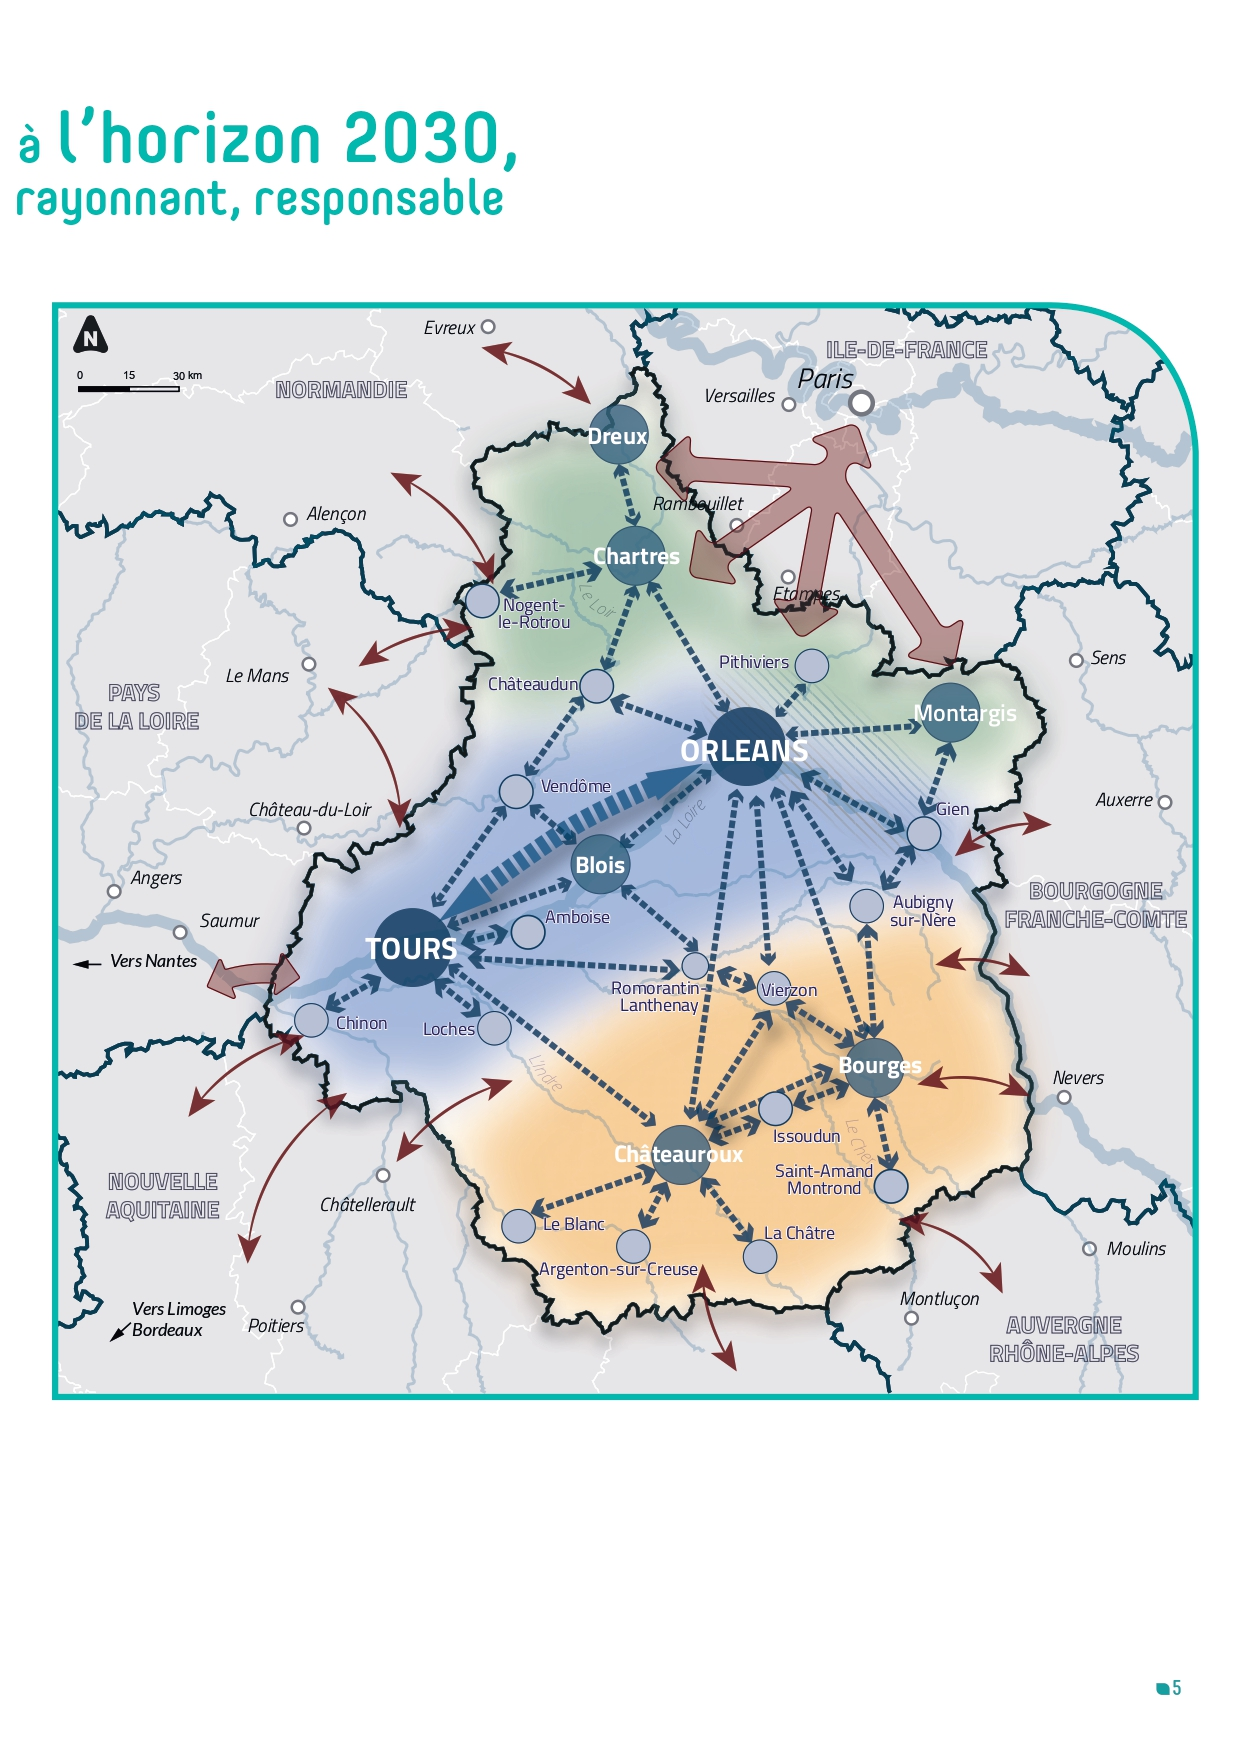 à l'horizon 2030,
rayonnant, responsable
N
0 15 30 km
Evreux
ILE-DE-FRANCE
Paris
NORMANDIE
Versailles
Dreux
Rambouillet
Alençon
Chartres
Etampes
Le Loir
Nogent-
le-Rotrou
Sens
Pithiviers
Le Mans
Châteaudun
PAYS
DE LA LOIRE
Montargis
ORLEANS
Vendôme
Auxerre
Château-du-Loir
Gien
La Loire
Blois
Angers
BOURGOGNE
FRANCHE-COMTE
Aubigny
sur-Nère
Saumur
Amboise
TOURS
Vers Nantes
Romorantin-
Lanthenay
Vierzon
Chinon
Loches
Bourges
L'Indre
Nevers
Issoudun
Le Cher
Châteauroux
Saint-Amand
Montrond
NOUVELLE
AQUITAINE
Châtellerault
Le Blanc
La Châtre
Moulins
Argenton-sur-Creuse
Montluçon
Vers Limoges
Bordeaux
Poitiers
AUVERGNE
RHÔNE-ALPES
5